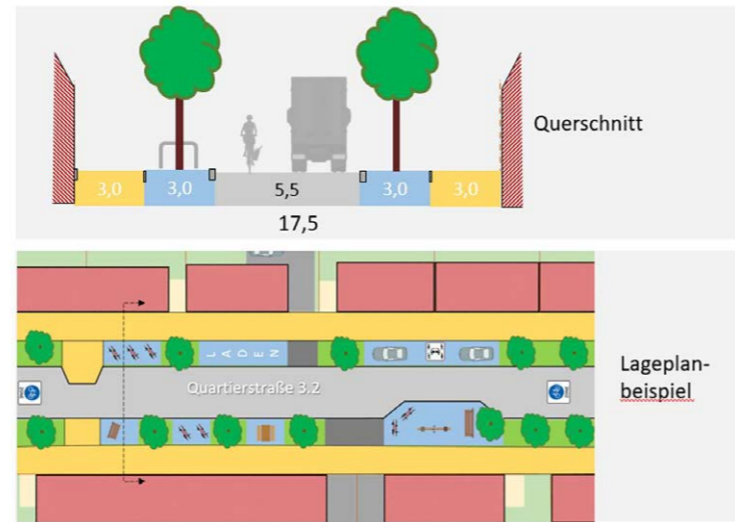 Querschnitt
3,0 3,0 5,5 3,0 3,0
17,5
LADEN
Quartierstraße 3.2
Lageplan-
beispiel